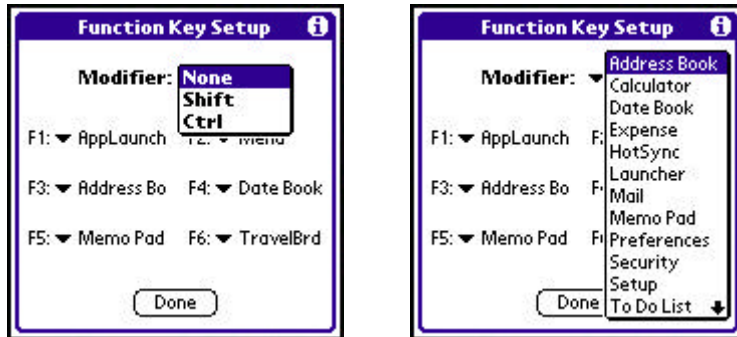 Function Key Setup i
Modifier: None
Shift
Ctrl
F1: AppLaunch F2: Menu
F3: Address Bo F4: Date Book
F5: Memo Pad F6: TravelBrd
Done
Function Key Setup i
Modifier:
F1: AppLaunch F
F3: Address Bo F
F5: Memo Pad F
Done
Address Book
Calculator
Date Book
Expense
HotSync
Launcher
Mail
Memo Pad
Preferences
Security
Setup
To Do List